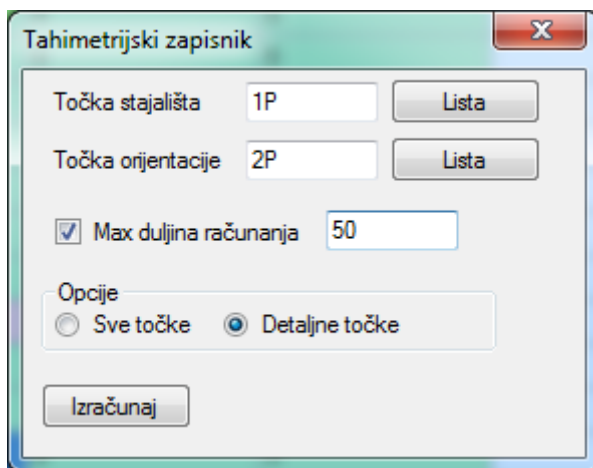 Tahimetrijski zapisnik
Točka stajališta 1P Lista
Točka orijentacije 2P Lista
Max duljina računanja 50
Opcije
Sve točke Detaljne točke
Izračunaj